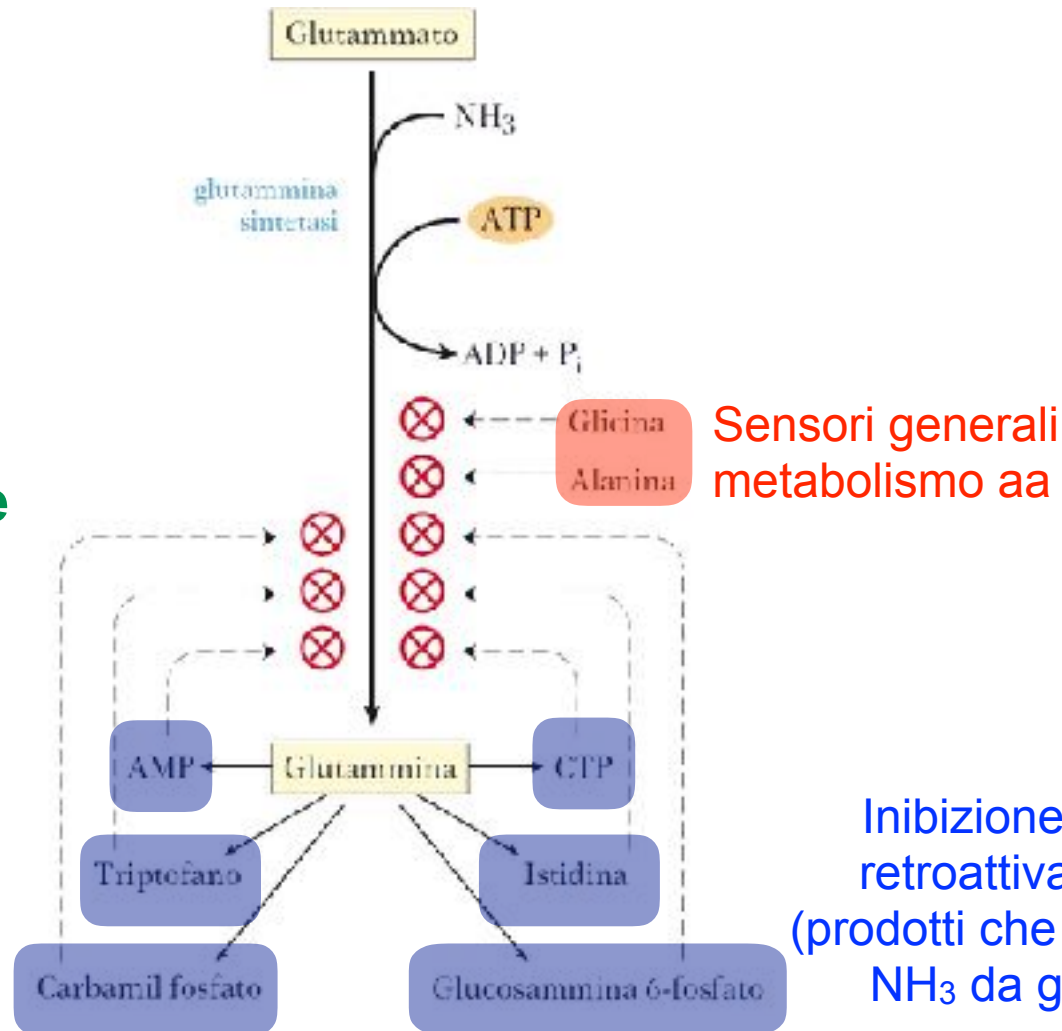 Glutammato
NH₃
glutammina
sintetasi
ATP
ADP + Pᵢ
Glicina
Alanina
Sensori generali
metabolismo aa
e
AMP
Glutammina
CTP
Triptofano
Istidina
Carbamil fosfato
Glucosammina 6-fosfato
Inibizione
retroattiva
(prodotti che
NH₃ da g